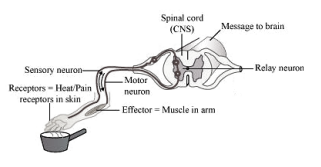 Spinal cord
(CNS)
Message to brain
Sensory neuron
Relay neuron
Receptors = Heat/Pain
receptors in skin
Motor
neuron
Effector = Muscle in arm